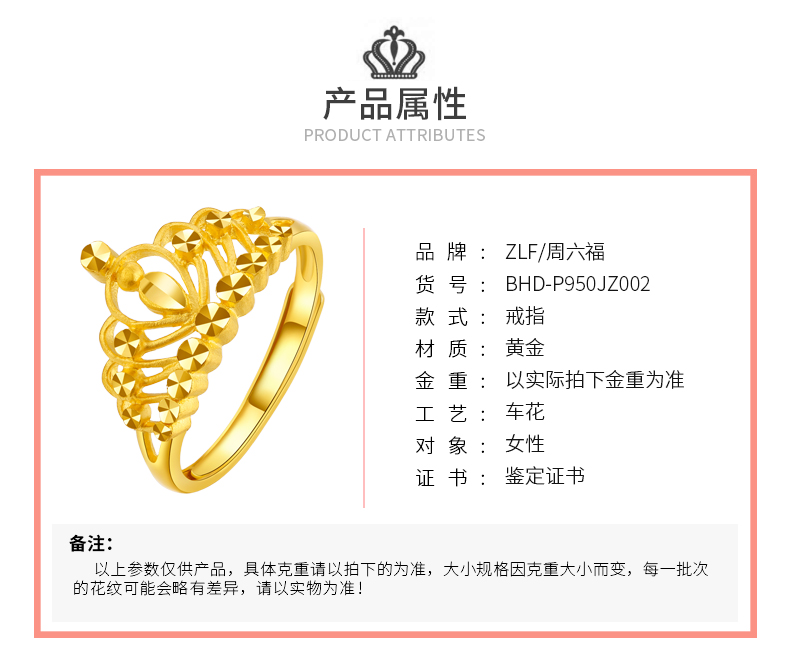 产品属性
PRODUCT ATTRIBUTES
品 牌 : ZLF/周六福
货 号 : BHD-P950JZ002
款 式 : 戒指
材 质 : 黄金
金 重 : 以实际拍下金重为准
工 艺 : 车花
对 象 : 女性
证 书 : 鉴定证书
备注：
以上参数仅供产品，具体克重请以拍下的为准，大小规格因克重大小而变，每一批次
的花纹可能会略有差异，请以实物为准！